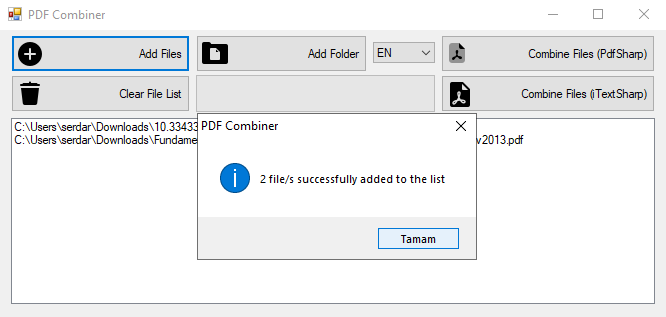 PDF Combiner
Add Files
Add Folder
EN
Combine Files (PdfSharp)
Clear File List
Combine Files (iTextSharp)
C:\Users\serdar\Downloads\10.33433
C:\Users\serdar\Downloads\Fundame
v2013.pdf
PDF Combiner
2 file/s successfully added to the list
Tamam